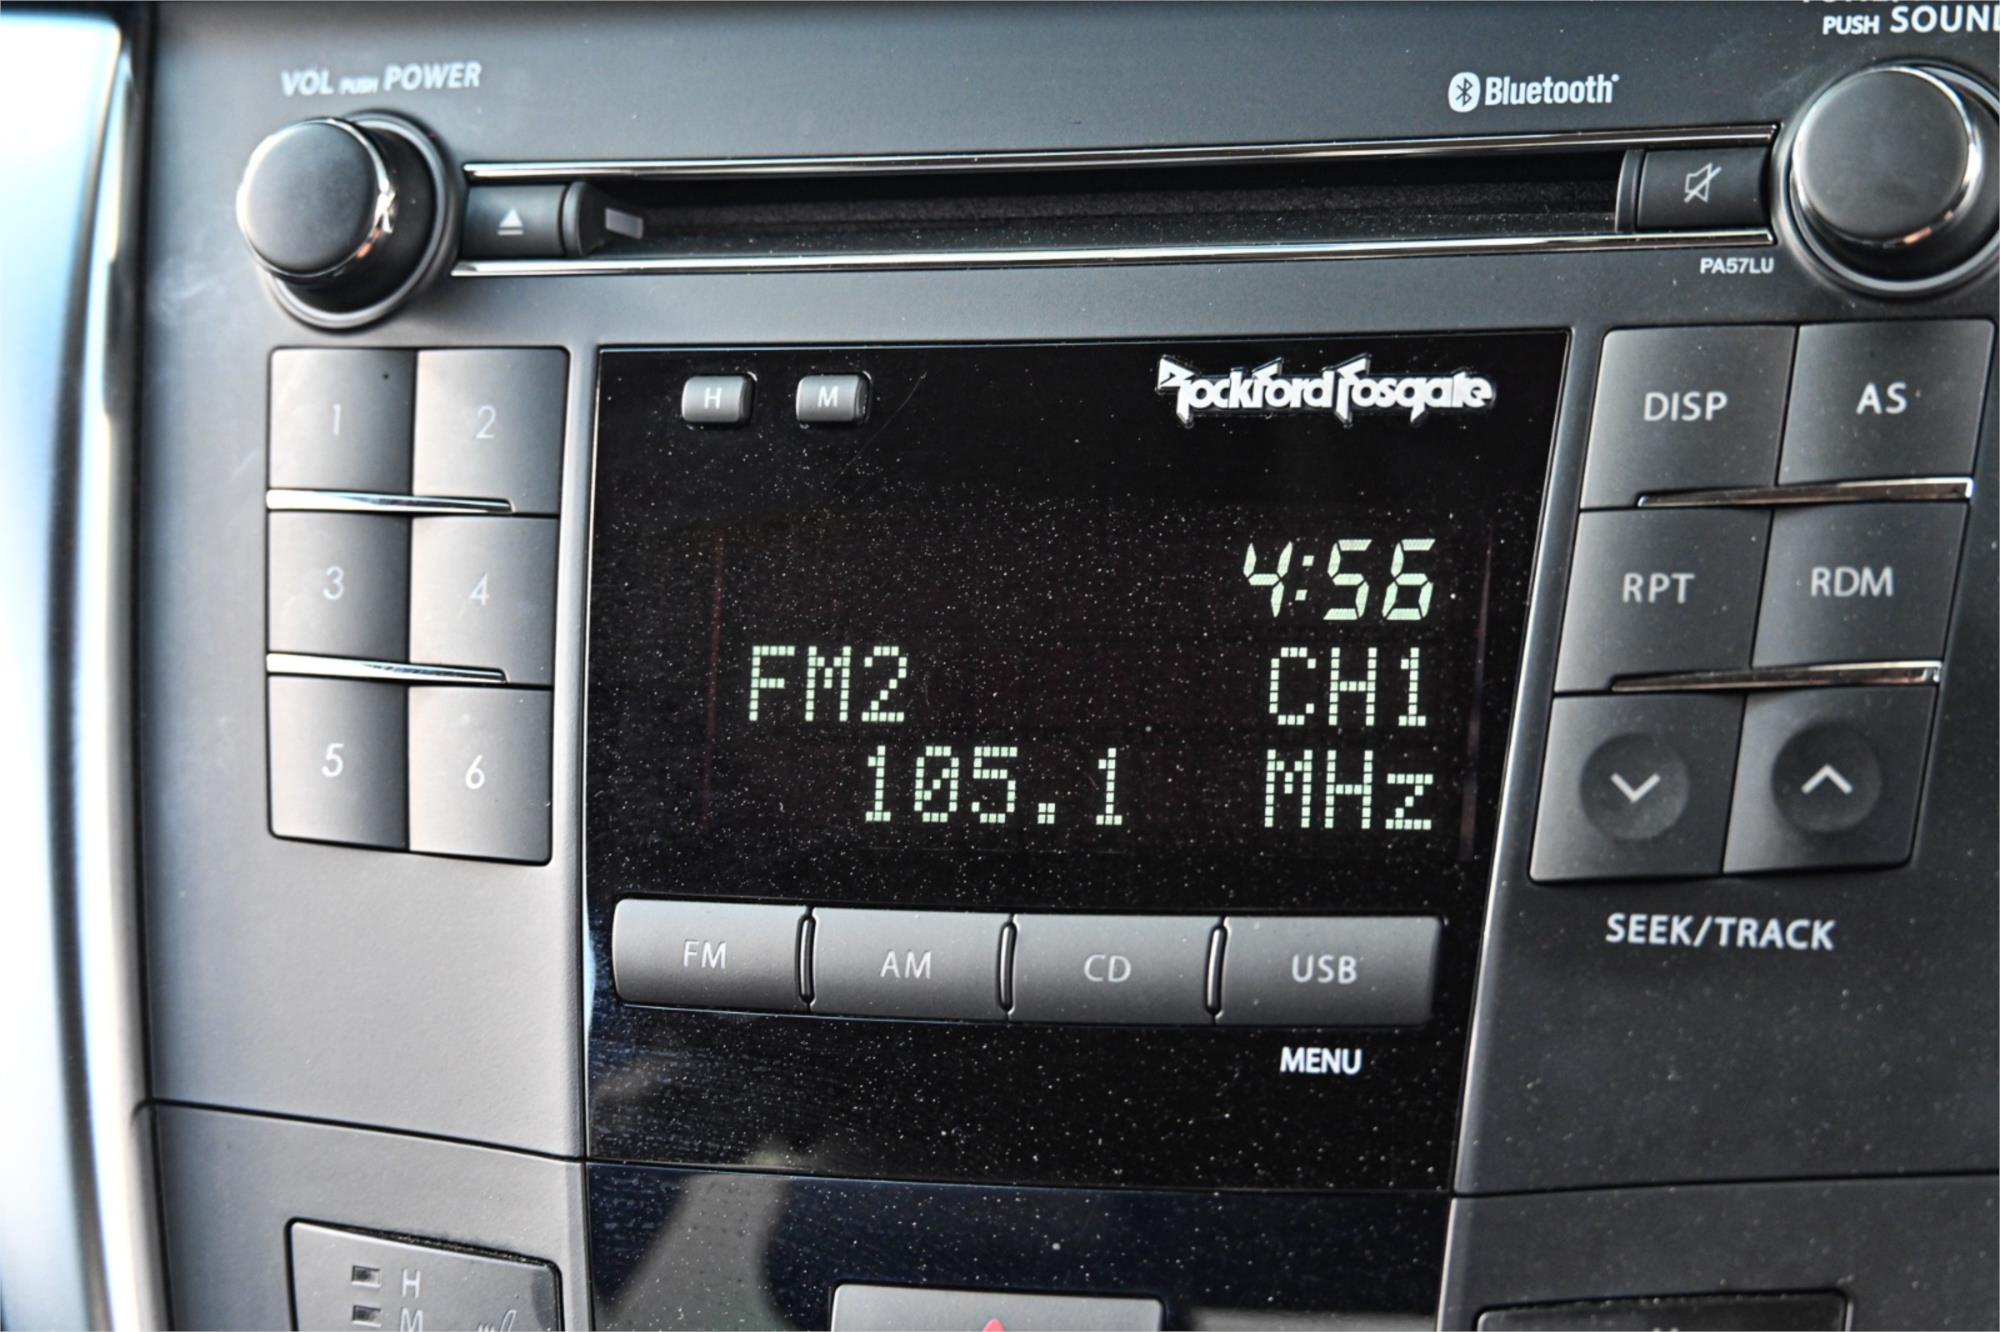 PUSH SOUN
VOL PUSH POWER
Bluetooth
PA57LU
H M
Rockford Fosgate
1 2
DISP AS
3 4
RPT RDM
5 6
4:56
FM2 CH1
105.1 MHz
FM AM CD USB
SEEK/TRACK
MENU
H
M